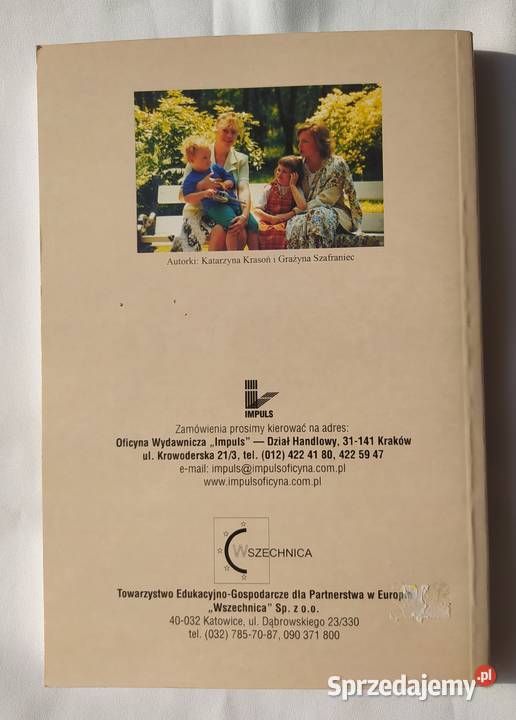 Autorki: Katarzyna Krasoń i Grażyna Szafraniec
IMPULS
Zamówienia prosimy kierować na adres:
Oficyna Wydawnicza „Impuls” — Dział Handlowy, 31-141 Kraków
ul. Krowoderska 21/3, tel. (012) 422 41 80, 422 59 47
e-mail: impuls@impulsoficyna.com.pl
www.impulsoficyna.com.pl
WSZECHNICA
Towarzystwo Edukacyjno-Gospodarcze dla Partnerstwa w Europie
„Wszechnica” Sp. z o.o.
40-032 Katowice, ul. Dąbrowskiego 23/330
tel. (032) 785-70-87, 090 371 800
Sprzedajemy.pl